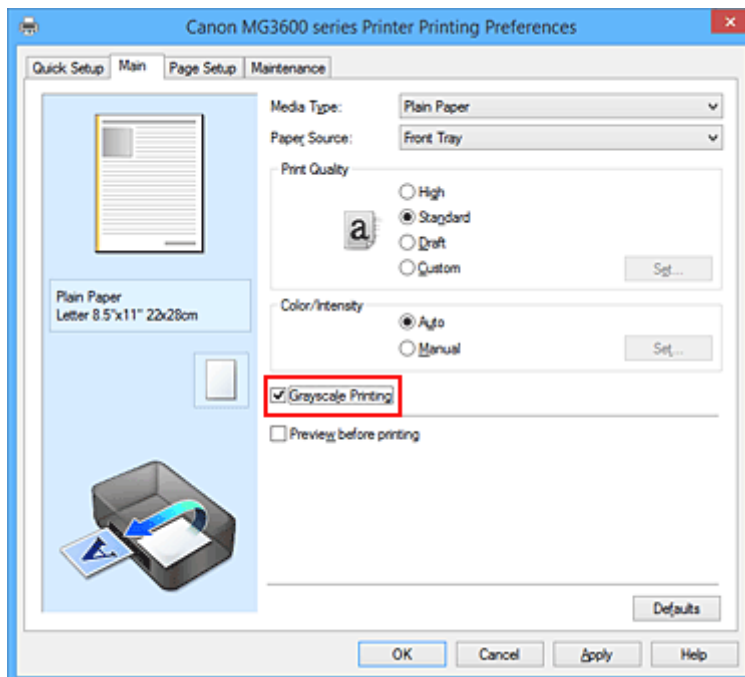 Canon MG3600 series Printer Printing Preferences
Quick Setup Main Page Setup Maintenance
Media Type: Plain Paper
Paper Source: Front Tray
Print Quality
High
a Standard
Draft
Custom Set...
Plain Paper
Letter 8.5"x11" 22x28cm
Color/Intensity
Auto
Manual Set...
Grayscale Printing
Preview before printing
A
Defaults
OK Cancel Apply Help